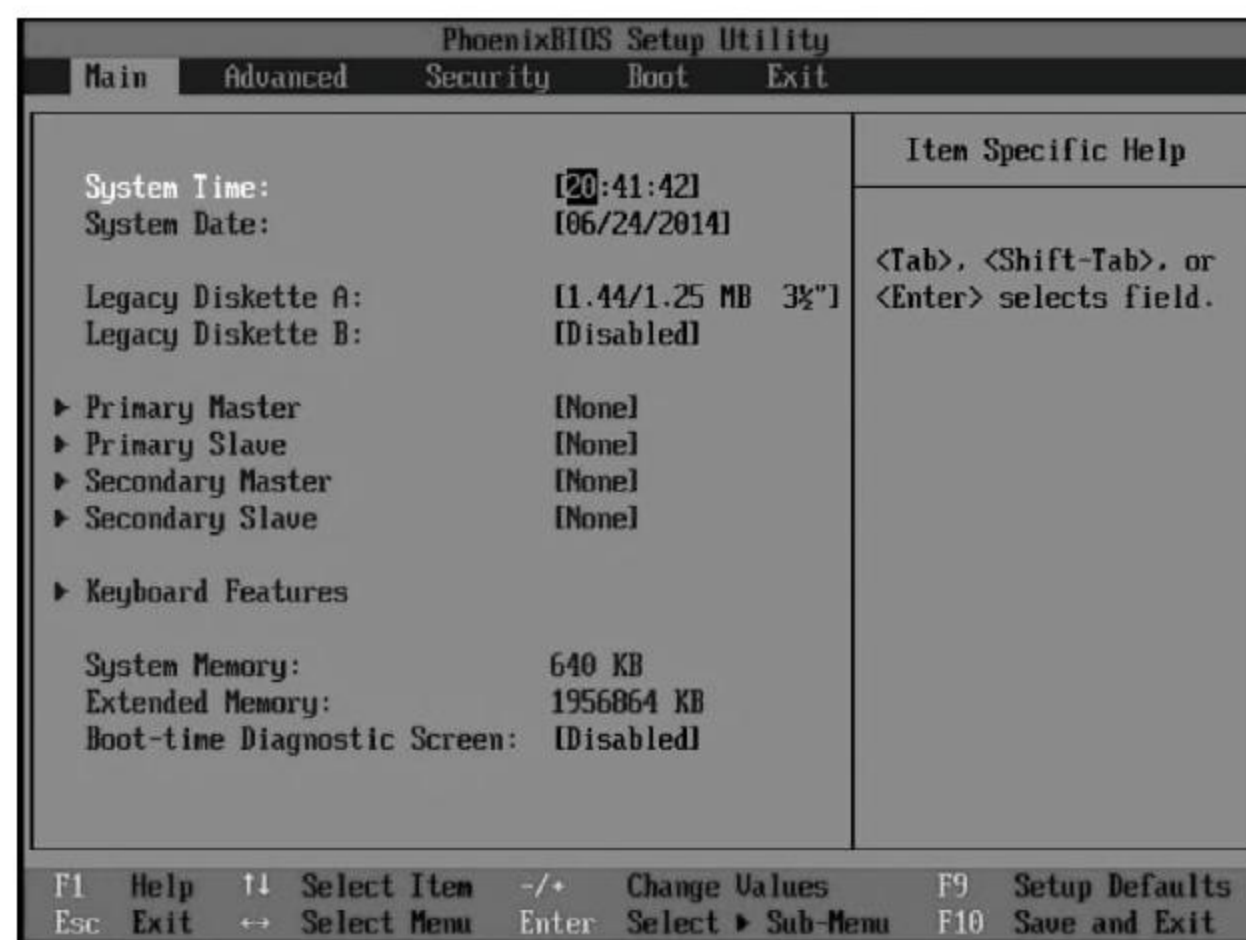 PhoenixBIOS Setup Utility
Main Advanced Security Boot Exit
Item Specific Help
System Time: [20:41:42]
System Date: [06/24/2014]
<Tab>, <Shift-Tab>, or
<Enter> selects field.
Legacy Diskette A: [1.44/1.25 MB 3½"]
Legacy Diskette B: [Disabled]
▶ Primary Master [None]
▶ Primary Slave [None]
▶ Secondary Master [None]
▶ Secondary Slave [None]
▶ Keyboard Features
System Memory: 640 KB
Extended Memory: 1956864 KB
Boot-time Diagnostic Screen: [Disabled]
F1 Help ↑↓ Select Item -/+ Change Values F9 Setup Defaults
Esc Exit ↔ Select Menu Enter Select ▶ Sub-Menu F10 Save and Exit